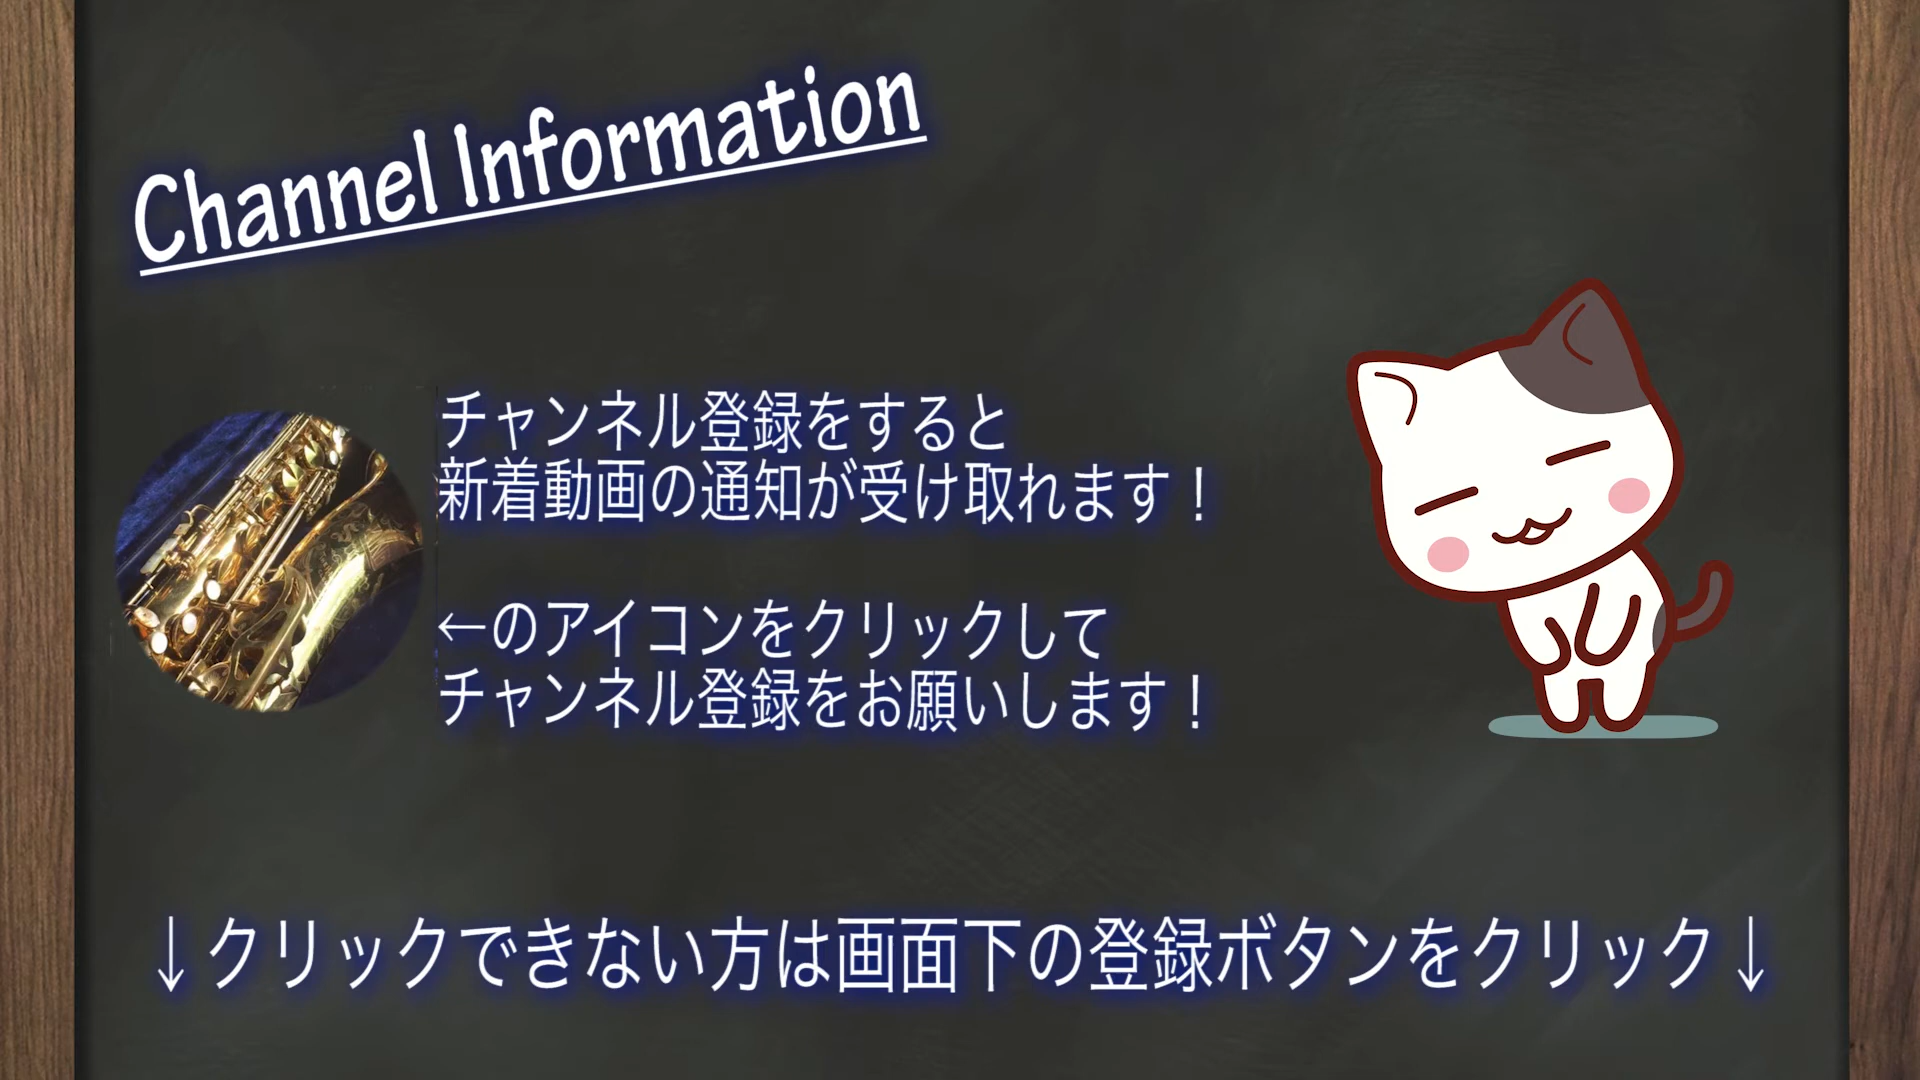 Channel Information
チャンネル登録をすると
新着動画の通知が受け取れます！
←のアイコンをクリックして
チャンネル登録をお願いします！
↓クリックできない方は画面下の登録ボタンをクリック↓